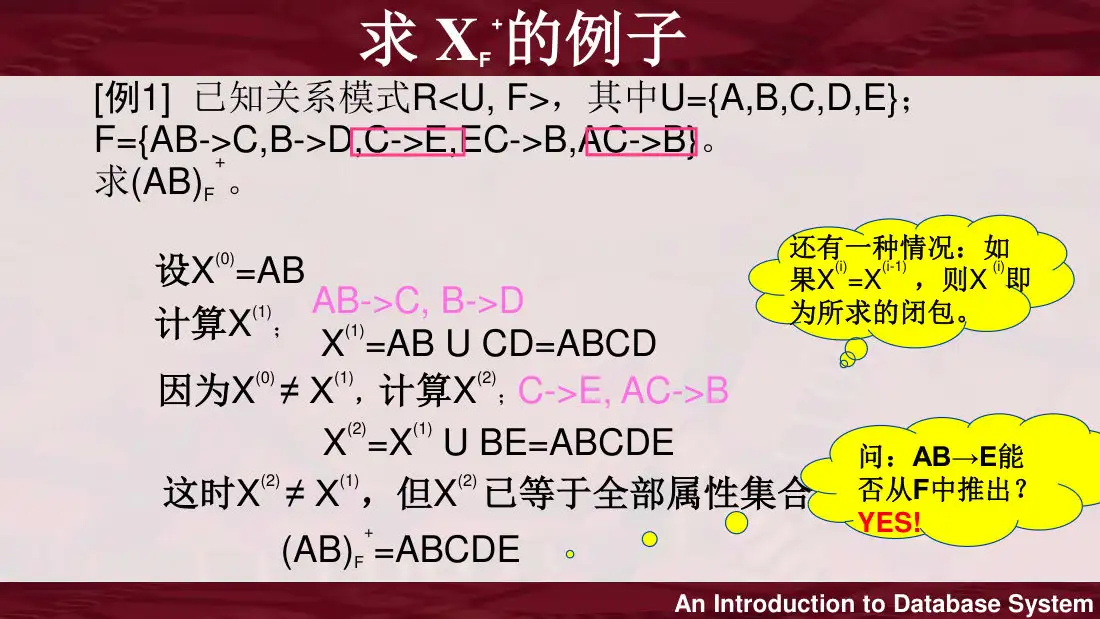 求 X_F^+ 的例子
[例1] 已知关系模式R<U, F>，其中U={A,B,C,D,E}；
F={AB->C,B->D,C->E,EC->B,AC->B}。
求(AB)_F^+。
设X^(0)=AB
AB->C, B->D
计算X^(1)；
X^(1)=AB U CD=ABCD
因为X^(0) ≠ X^(1)，计算X^(2)；C->E, AC->B
X^(2)=X^(1) U BE=ABCDE
这时X^(2) ≠ X^(1)，但X^(2) 已等于全部属性集合
(AB)_F^+=ABCDE
还有一种情况：如
果X^(i)=X^(i-1)，则X^(i)即
为所求的闭包。
问：AB→E能
否从F中推出？
YES!
An Introduction to Database System